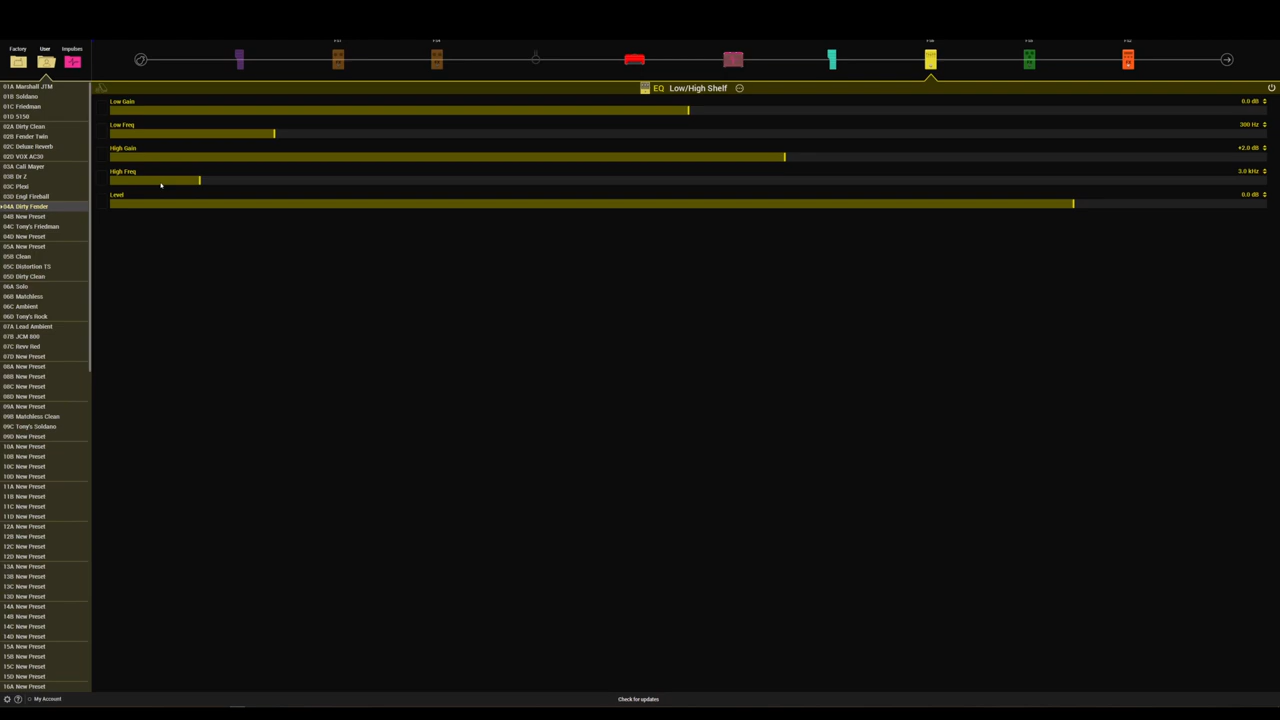 Factory
User
Impulses
EQ Low/High Shelf
01A Marshall JTM
01B Soldano
01C Friedman
01D 5150
02A Dirty Clean
02B Fender Twin
02C Deluxe Reverb
02D VOX AC30
03A Cali Mayer
03B Dr Z
03C Plexi
03D Engl Fireball
04A Dirty Fender
04B New Preset
04C Tony's Friedman
04D New Preset
05A New Preset
05B Clean
05C Distortion TS
05D Dirty Clean
06A Solo
06B Matchless
06C Ambient
06D Tony's Rock
07A Lead Ambient
07B JCM 800
07C Revv Red
07D New Preset
08A New Preset
08B New Preset
08C New Preset
08D New Preset
09A New Preset
09B Matchless Clean
09C Tony's Soldano
09D New Preset
10A New Preset
10B New Preset
10C New Preset
10D New Preset
11A New Preset
11B New Preset
11C New Preset
11D New Preset
12A New Preset
12B New Preset
12C New Preset
12D New Preset
13A New Preset
13B New Preset
13C New Preset
13D New Preset
14A New Preset
14B New Preset
14C New Preset
14D New Preset
15A New Preset
15B New Preset
15C New Preset
15D New Preset
16A New Preset
Low Gain 0.0 dB
Low Freq 300 Hz
High Gain +2.0 dB
High Freq 3.0 kHz
Level 0.0 dB
My Account
Check for updates